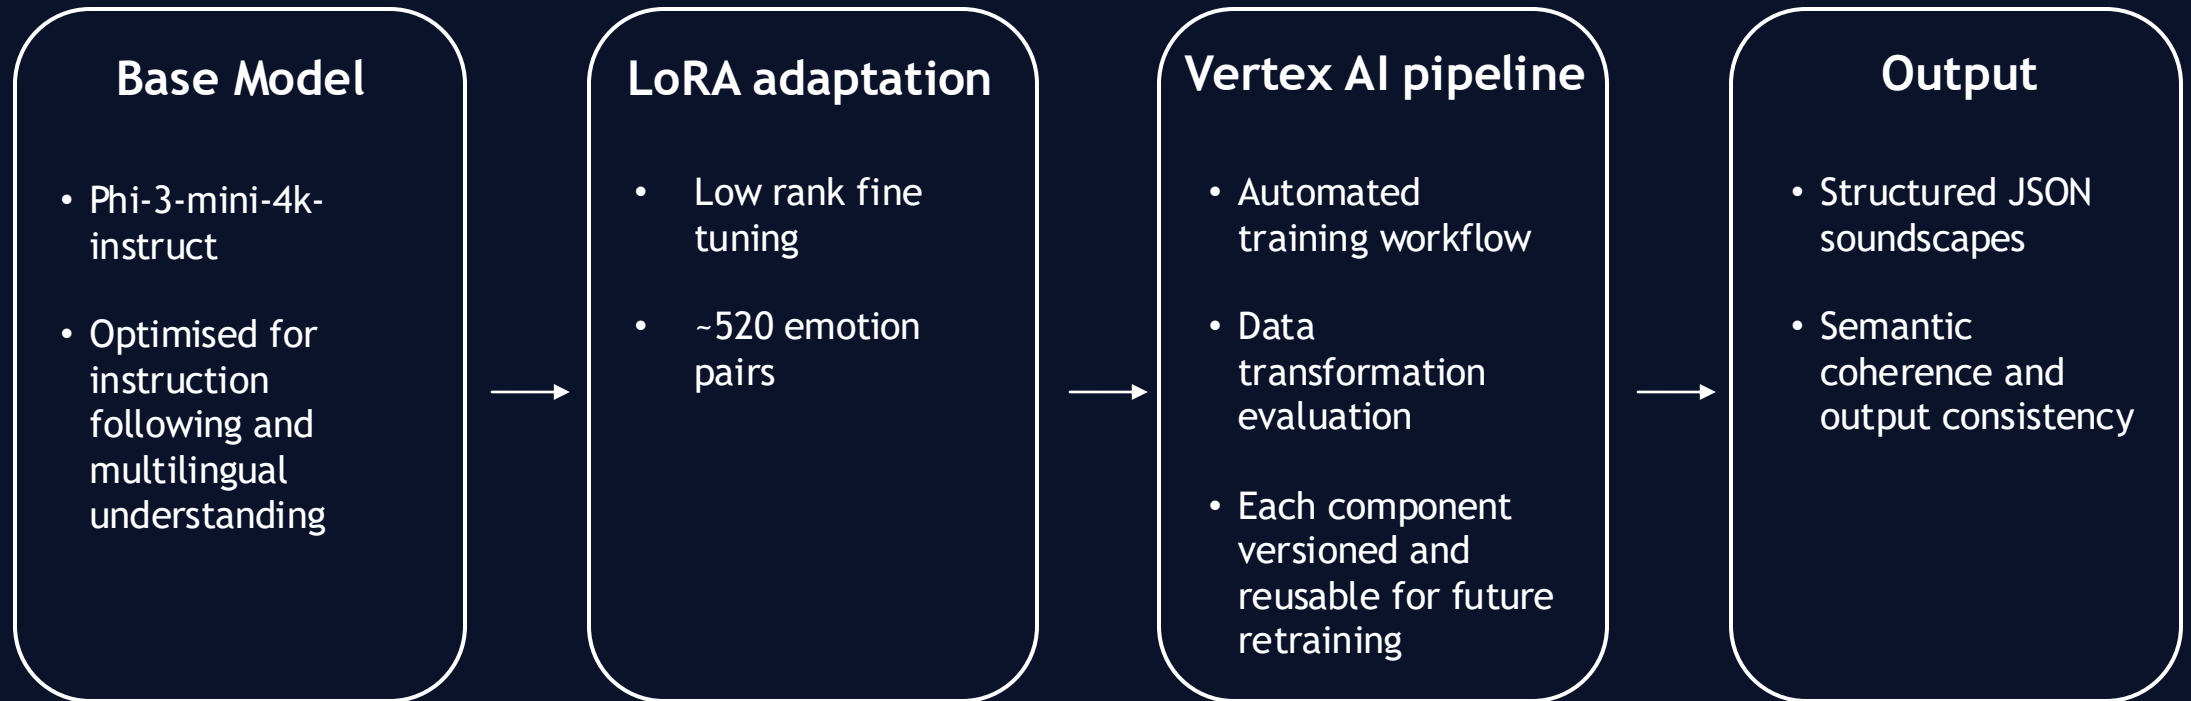 Base Model
• Phi-3-mini-4k-
instruct
• Optimised for
instruction
following and
multilingual
understanding
LoRA adaptation
• Low rank fine
tuning
• ~520 emotion
pairs
Vertex AI pipeline
• Automated
training workflow
• Data
transformation
evaluation
• Each component
versioned and
reusable for future
retraining
Output
• Structured JSON
soundscapes
• Semantic
coherence and
output consistency